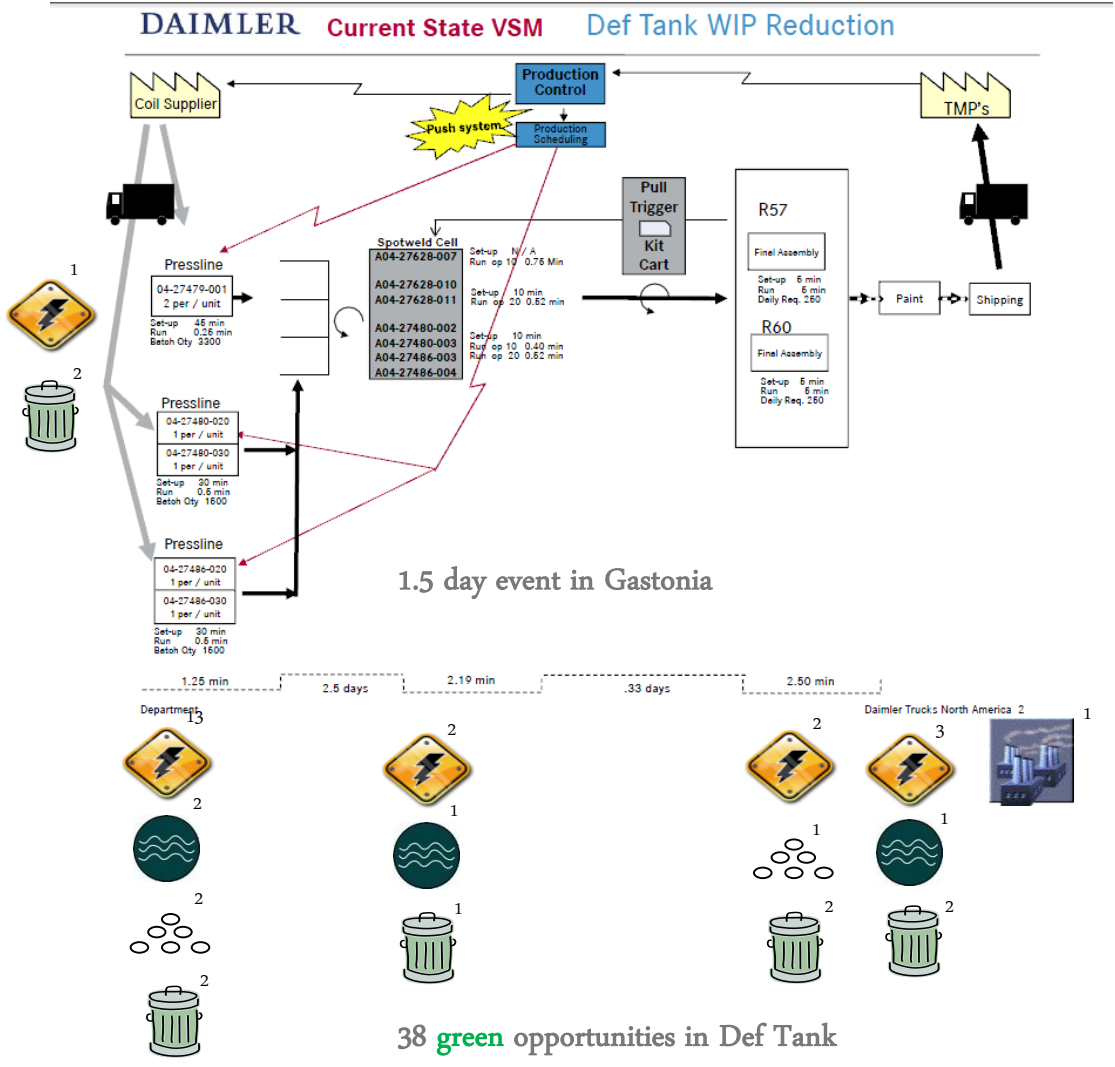 DAIMLER Current State VSM Def Tank WIP Reduction
Coil Supplier
Production
Control
Push system
Production
Scheduling
TMP's
Pull
Trigger
Kit
Cart
Pressline
04-27479-001
2 per / unit
Set-up 45 min
Run 0.25 min
Batch Qty 3300
1
2
Spotweld Cell
A04-27628-007
A04-27628-010
A04-27628-011
A04-27480-002
A04-27480-003
A04-27486-003
A04-27486-004
Set-up N / A
Run op 10 0.75 Min
Set-up 10 min
Run op 20 0.52 min
Set-up 10 min
Run op 10 0.40 min
Run op 20 0.52 min
R57
Final Assembly
Set-up 5 min
Run 5 min
Daily Req. 250
R60
Final Assembly
Set-up 5 min
Run 5 min
Daily Req. 250
Paint
Shipping
Pressline
04-27480-020
1 per / unit
04-27480-030
1 per / unit
Set-up 30 min
Run 0.5 min
Batch Qty 1500
Pressline
04-27486-020
1 per / unit
04-27486-030
1 per / unit
Set-up 30 min
Run 0.5 min
Batch Qty 1500
1.5 day event in Gastonia
1.25 min
2.5 days
2.19 min
.33 days
2.50 min
Department
Daimler Trucks North America 2
13
2
2
3
1
2
1
1
1
2
1
2
2
2
38 green opportunities in Def Tank